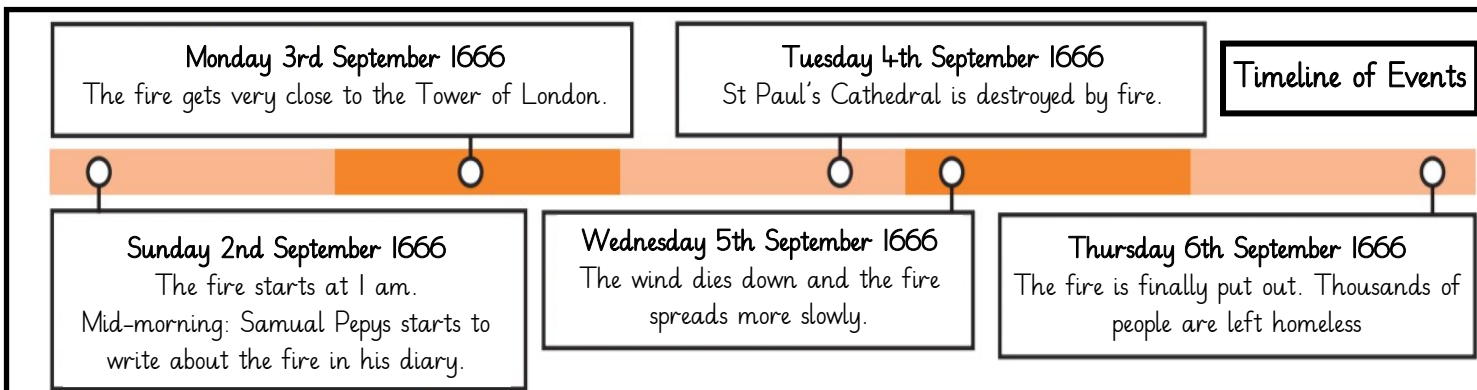 Timeline of Events
Sunday 2nd September 1666
The fire starts at 1 am.
Mid-morning: Samual Pepys starts to
write about the fire in his diary.
Monday 3rd September 1666
The fire gets very close to the Tower of London.
Tuesday 4th September 1666
St Paul's Cathedral is destroyed by fire.
Wednesday 5th September 1666
The wind dies down and the fire
spreads more slowly.
Thursday 6th September 1666
The fire is finally put out. Thousands of
people are left homeless